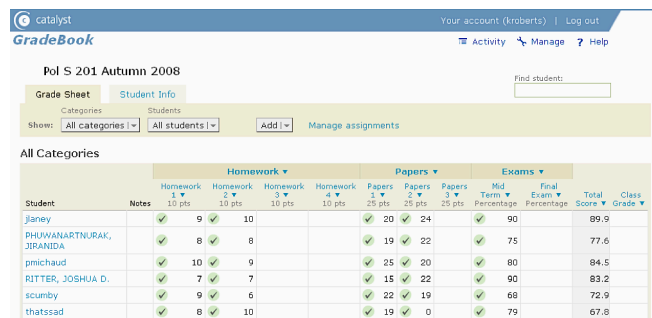 catalyst
Your account (kroberts) | Log out
GradeBook
Activity Manage ? Help
Pol S 201 Autumn 2008
Find student:
Grade Sheet Student Info
Categories Students
Show: All categories All students Add Manage assignments
All Categories
Homework Papers Exams
Homework Homework Homework Homework Papers Papers Papers Mid Final
1 2 3 4 1 2 3 Term Exam Total Class
Student Notes 10 pts 10 pts 10 pts 10 pts 25 pts 25 pts 25 pts Percentage Percentage Score Grade
jlaney 9 10 20 24 90 89.9
PHUWANARTNURAK,
JIRANIDA 8 8 19 22 75 77.6
pmichaud 10 9 25 20 80 84.5
RITTER, JOSHUA D. 7 7 15 22 90 83.2
scumby 9 6 22 19 68 72.9
thatssad 8 10 19 0 79 67.8